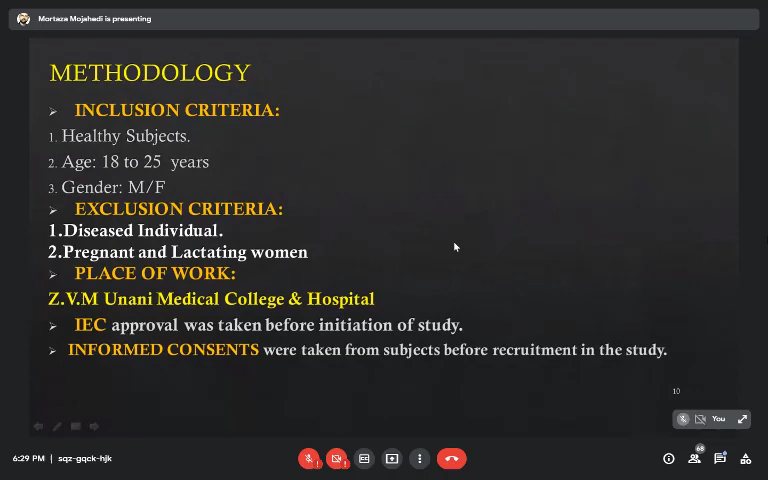 Mortaza Mojahedi is presenting
METHODOLOGY
➢ INCLUSION CRITERIA:
1. Healthy Subjects.
2. Age: 18 to 25 years
3. Gender: M/F
➢ EXCLUSION CRITERIA:
1.Diseased Individual.
2.Pregnant and Lactating women
➢ PLACE OF WORK:
Z.V.M Unani Medical College & Hospital
➢ IEC approval was taken before initiation of study.
➢ INFORMED CONSENTS were taken from subjects before recruitment in the study.
10
You
6:29 PM | sqz-gqck-hjk
68